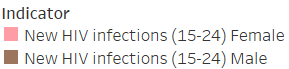 Indicator
New HIV infections (15-24) Female
New HIV infections (15-24) Male